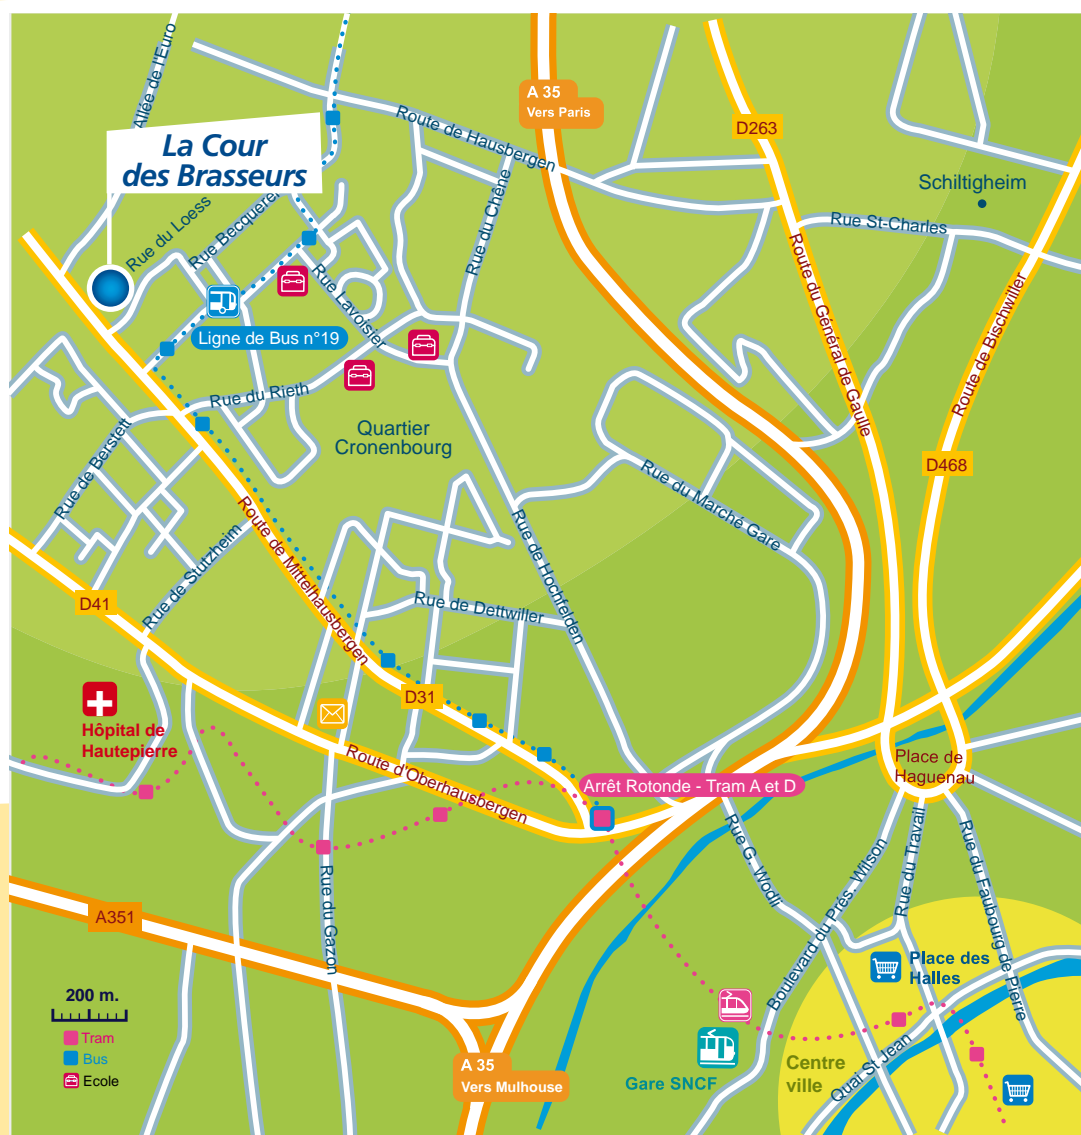 Allée de l'Euro
A 35
Vers Paris
Route de Hausbergen
D263
La Cour
des Brasseurs
Schiltigheim
Rue du Loess
Rue Becquerel
Rue du Chêne
Rue St-Charles
Rue Lavoisier
Route du Général de Gaulle
Route de Bischwiller
Ligne de Bus n°19
Rue du Rieth
Quartier
Cronenbourg
Rue de Berstett
D468
Rue du Marché Gare
Route de Mittelhausbergen
Rue de Hochfelden
Rue de Stutzheim
D41
Rue de Dettwiller
D31
Hôpital de
Hautepierre
Route d'Oberhausbergen
Arrêt Rotonde - Tram A et D
Place de
Haguenau
Rue G. Wodli
Boulevard du Prés. Wilson
Rue du Travail
Rue du Faubourg de Pierre
Rue du Gazon
A351
Place des
Halles
200 m.
Tram
Bus
Ecole
A 35
Vers Mulhouse
Gare SNCF
Centre
ville
Quai St Jean